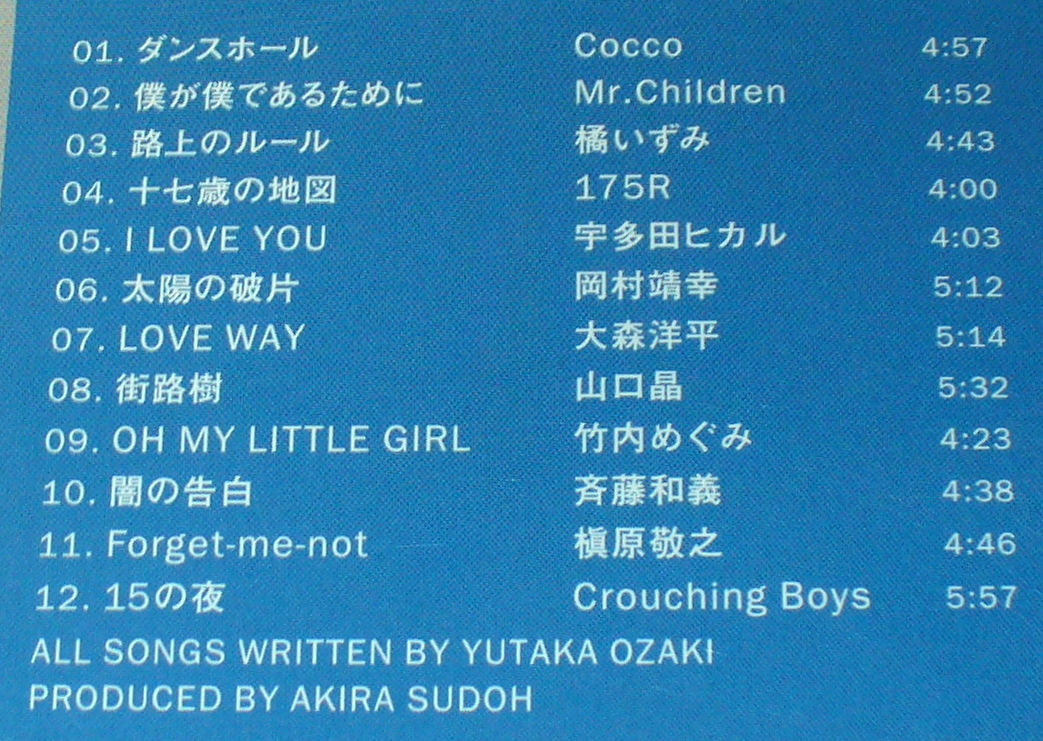 01. ダンスホール Cocco 4:57
02. 僕が僕であるために Mr.Children 4:52
03. 路上のルール 橘いずみ 4:43
04. 十七歳の地図 175R 4:00
05. I LOVE YOU 宇多田ヒカル 4:03
06. 太陽の破片 岡村靖幸 5:12
07. LOVE WAY 大森洋平 5:14
08. 街路樹 山口晶 5:32
09. OH MY LITTLE GIRL 竹内めぐみ 4:23
10. 闇の告白 斉藤和義 4:38
11. Forget-me-not 槇原敬之 4:46
12. 15の夜 Crouching Boys 5:57
ALL SONGS WRITTEN BY YUTAKA OZAKI
PRODUCED BY AKIRA SUDOH